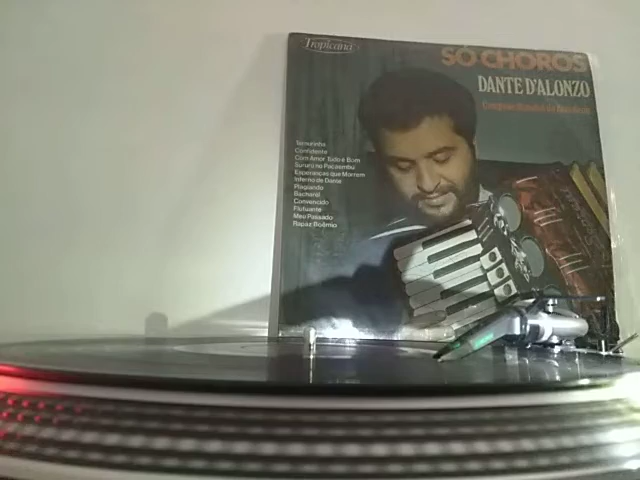 Tropicana
SÓ CHOROS
DANTE D'ALONZO
Ternurinha
Confidente
Com Amor Tudo é Bom
Sururú no Pacaembu
Esperanças que Morrem
Inferno de Dante
Plagiando
Bacharel
Convencido
Flutuante
Meu Passado
Rapaz Boêmio